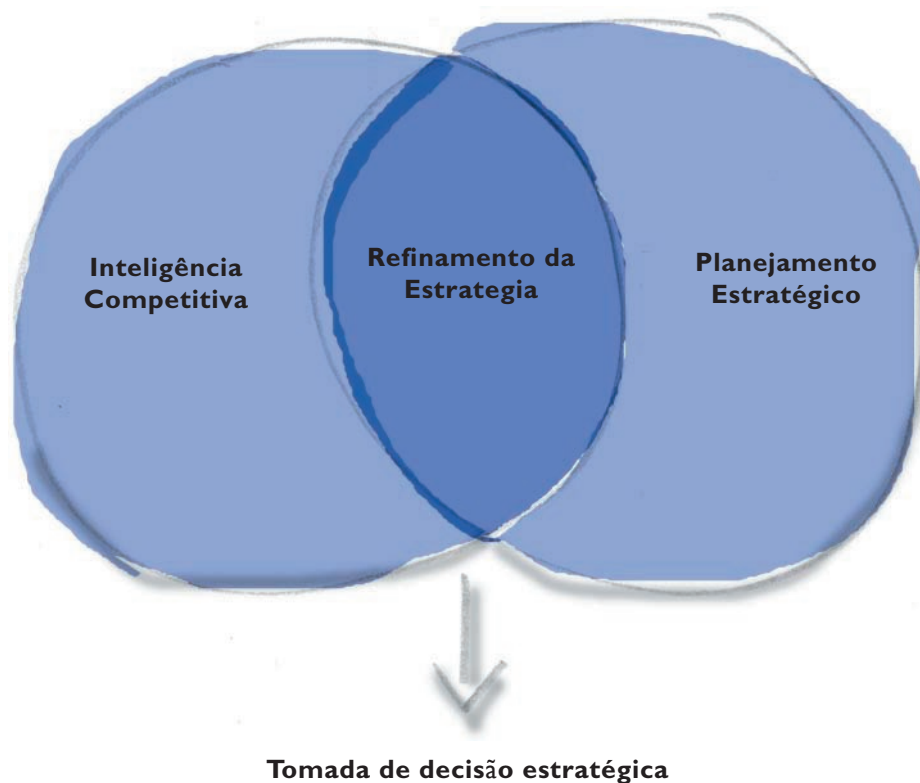 Inteligência
Competitiva
Refinamento da
Estrategia
Planejamento
Estratégico
Tomada de decisão estratégica